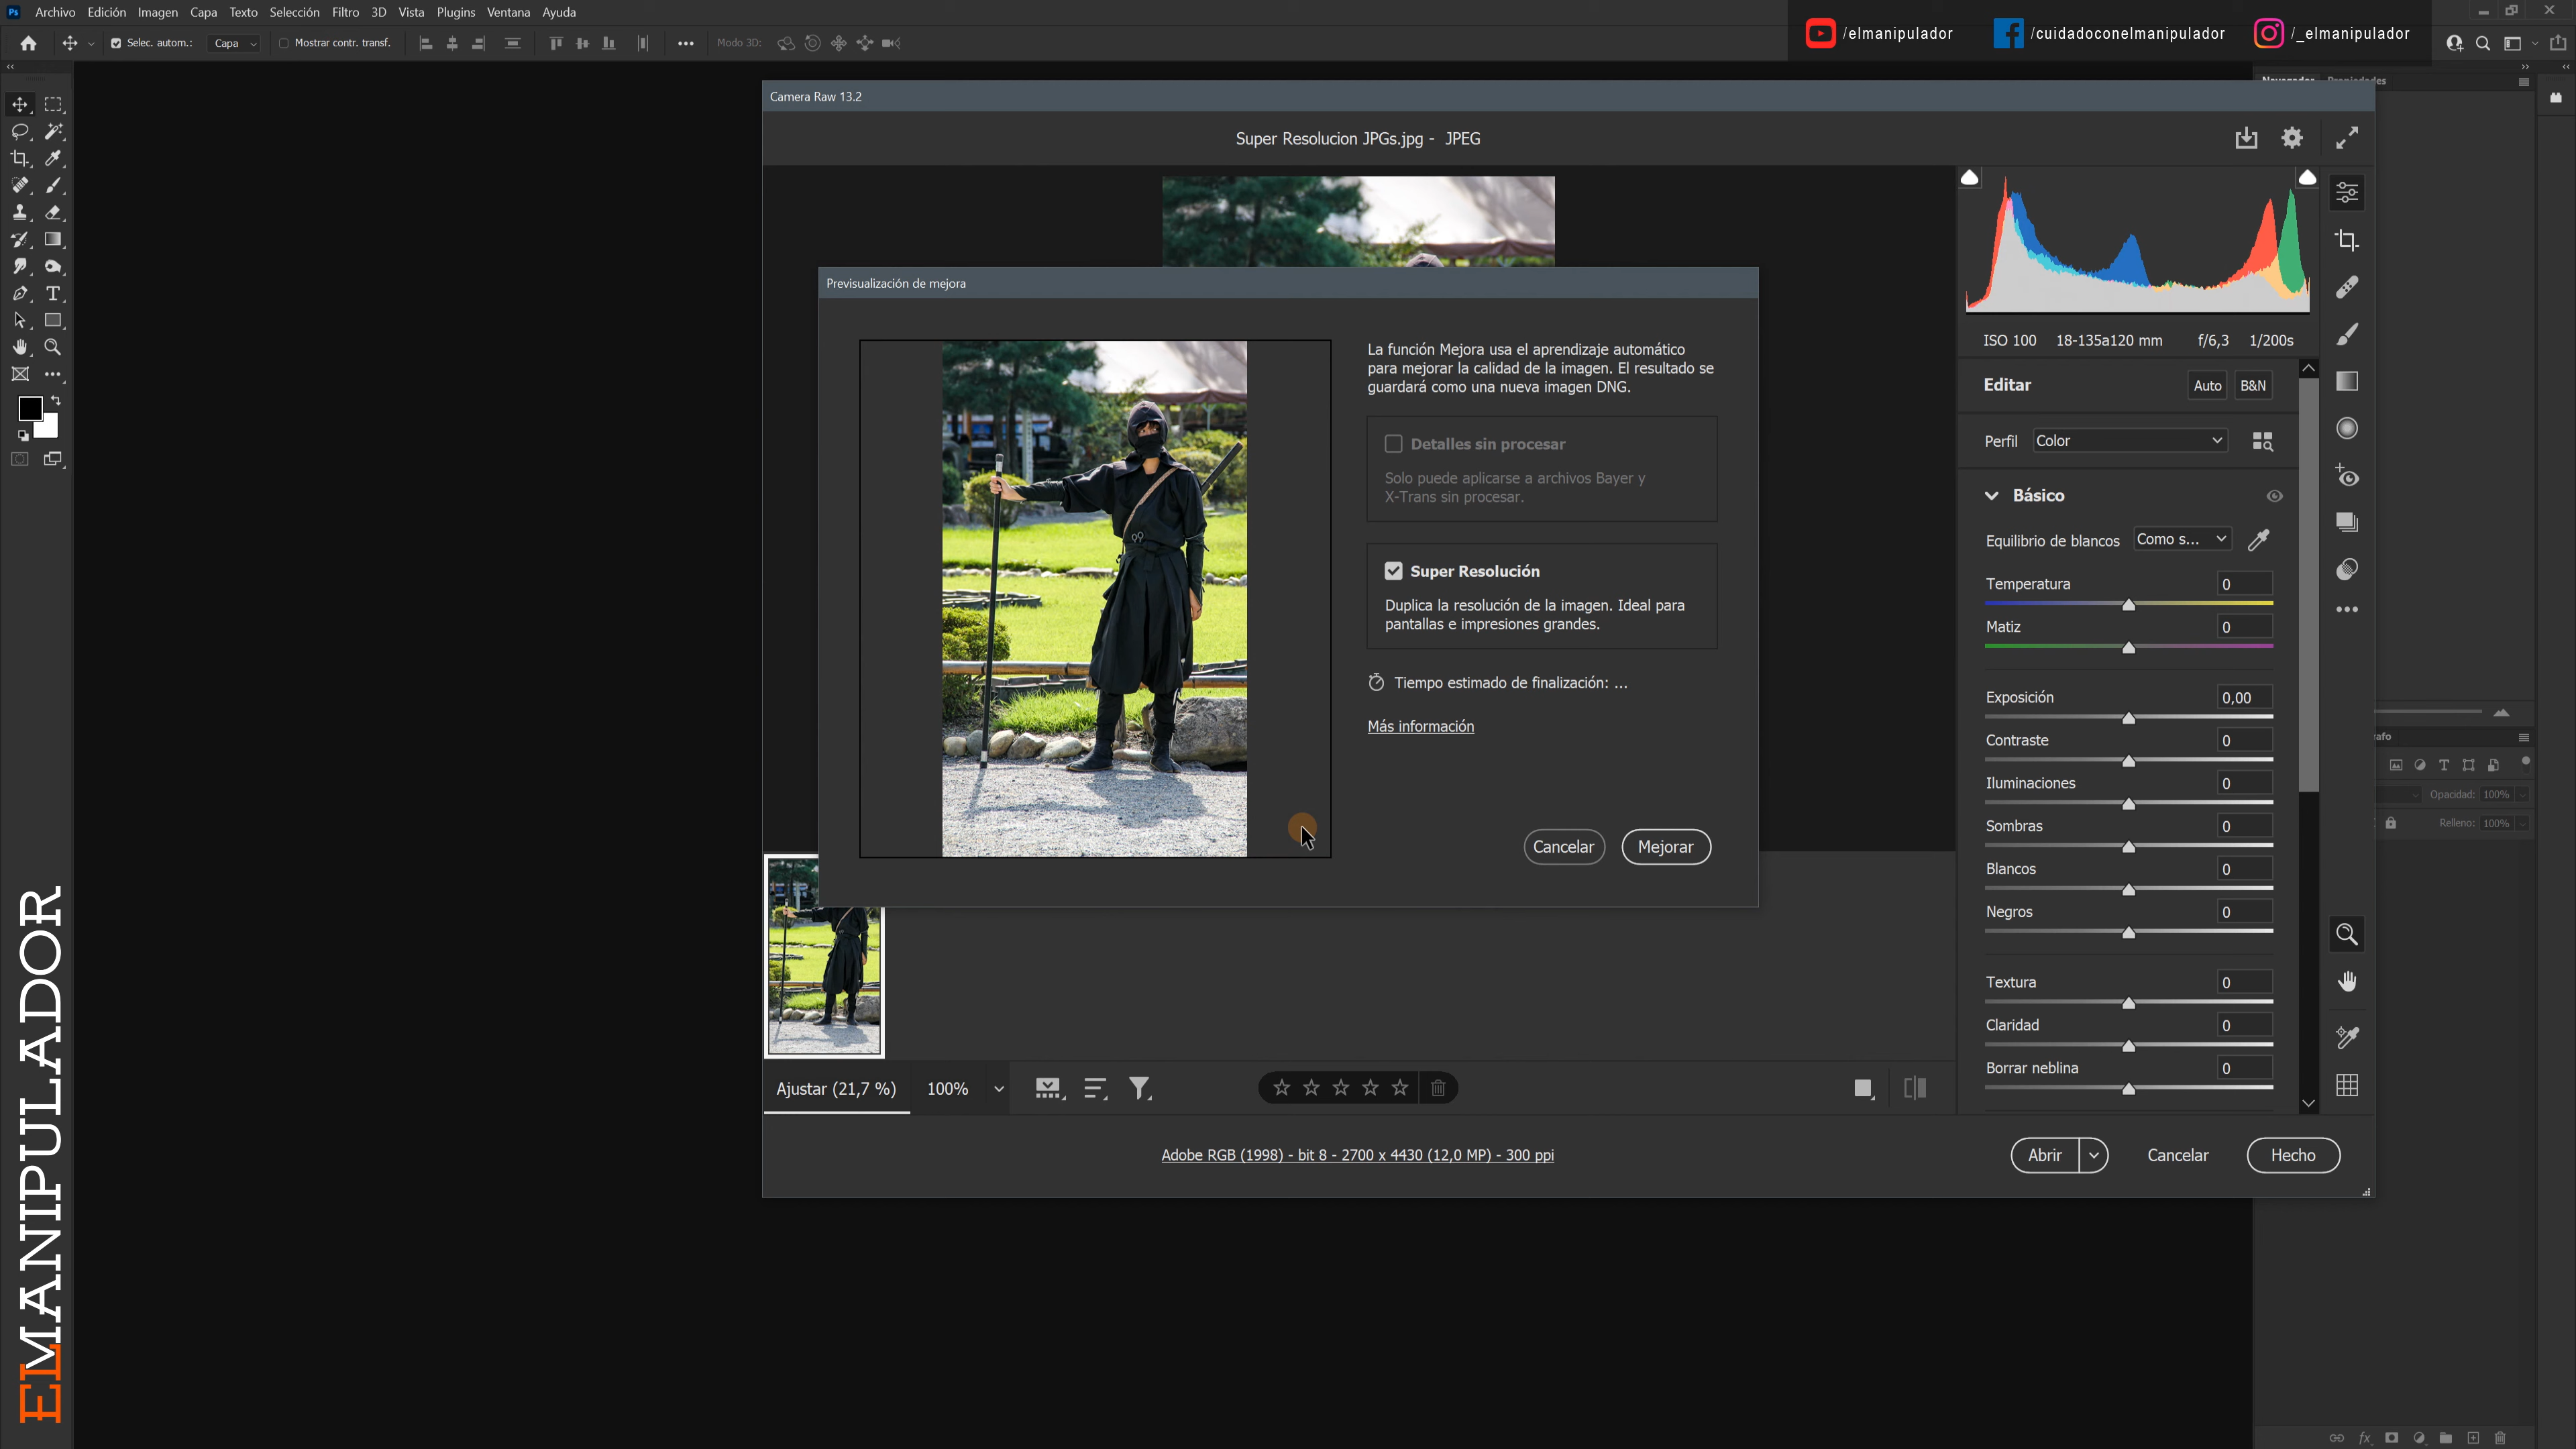 Ps Archivo Edición Imagen Capa Texto Selección Filtro 3D Vista Plugins Ventana Ayuda
Selec. autom.: Capa Mostrar contr. transf. Modo 3D:
/elmanipulador /cuidadoconelmanipulador /_elmanipulador
Camera Raw 13.2
Super Resolucion JPGs.jpg - JPEG
Previsualización de mejora
La función Mejora usa el aprendizaje automático
para mejorar la calidad de la imagen. El resultado se
guardará como una nueva imagen DNG.
Detalles sin procesar
Solo puede aplicarse a archivos Bayer y
X-Trans sin procesar.
Super Resolución
Duplica la resolución de la imagen. Ideal para
pantallas e impresiones grandes.
Tiempo estimado de finalización: ...
Más información
Cancelar Mejorar
ISO 100 18-135a120 mm f/6,3 1/200s
Editar Auto B&N
Perfil Color
Básico
Equilibrio de blancos Como s...
Temperatura 0
Matiz 0
Exposición 0,00
Contraste 0
Iluminaciones 0
Sombras 0
Blancos 0
Negros 0
Textura 0
Claridad 0
Borrar neblina 0
Opacidad: 100%
Relleno: 100%
Ajustar (21,7 %) 100%
Adobe RGB (1998) - bit 8 - 2700 x 4430 (12,0 MP) - 300 ppi
Abrir Cancelar Hecho
ELMANIPULADOR
fx